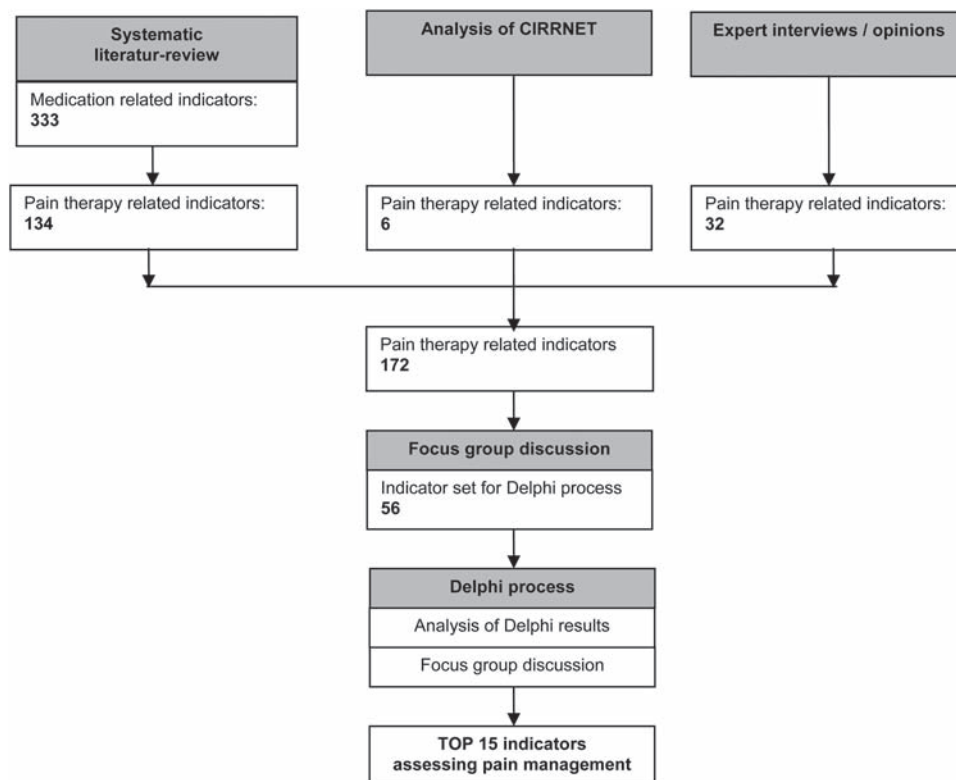 Systematic
literatur-review
Medication related indicators:
333
Pain therapy related indicators:
134
Analysis of CIRRNET
Pain therapy related indicators:
6
Expert interviews / opinions
Pain therapy related indicators:
32
Pain therapy related indicators
172
Focus group discussion
Indicator set for Delphi process
56
Delphi process
Analysis of Delphi results
Focus group discussion
TOP 15 indicators
assessing pain management